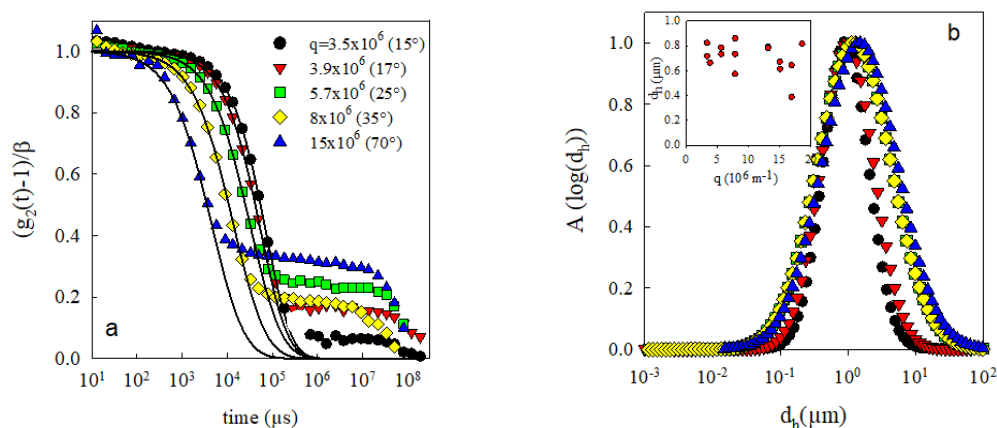 (g₂(t)-1)/β
1.0
0.8
0.6
0.4
0.2
0.0
q=3.5x10⁶ (15°)
3.9x10⁶ (17°)
5.7x10⁶ (25°)
8x10⁶ (35°)
15x10⁶ (70°)
a
10¹ 10² 10³ 10⁴ 10⁵ 10⁶ 10⁷ 10⁸
time (µs)
A (log(dₕ))
1.0
0.8
0.6
0.4
0.2
0.0
b
dₕ(µm)
1.0
0.8
0.6
0.4
0.2
0.0
0 5 10 15 20
q (10⁶ m⁻¹)
10⁻³ 10⁻² 10⁻¹ 10⁰ 10¹ 10²
dₕ(µm)